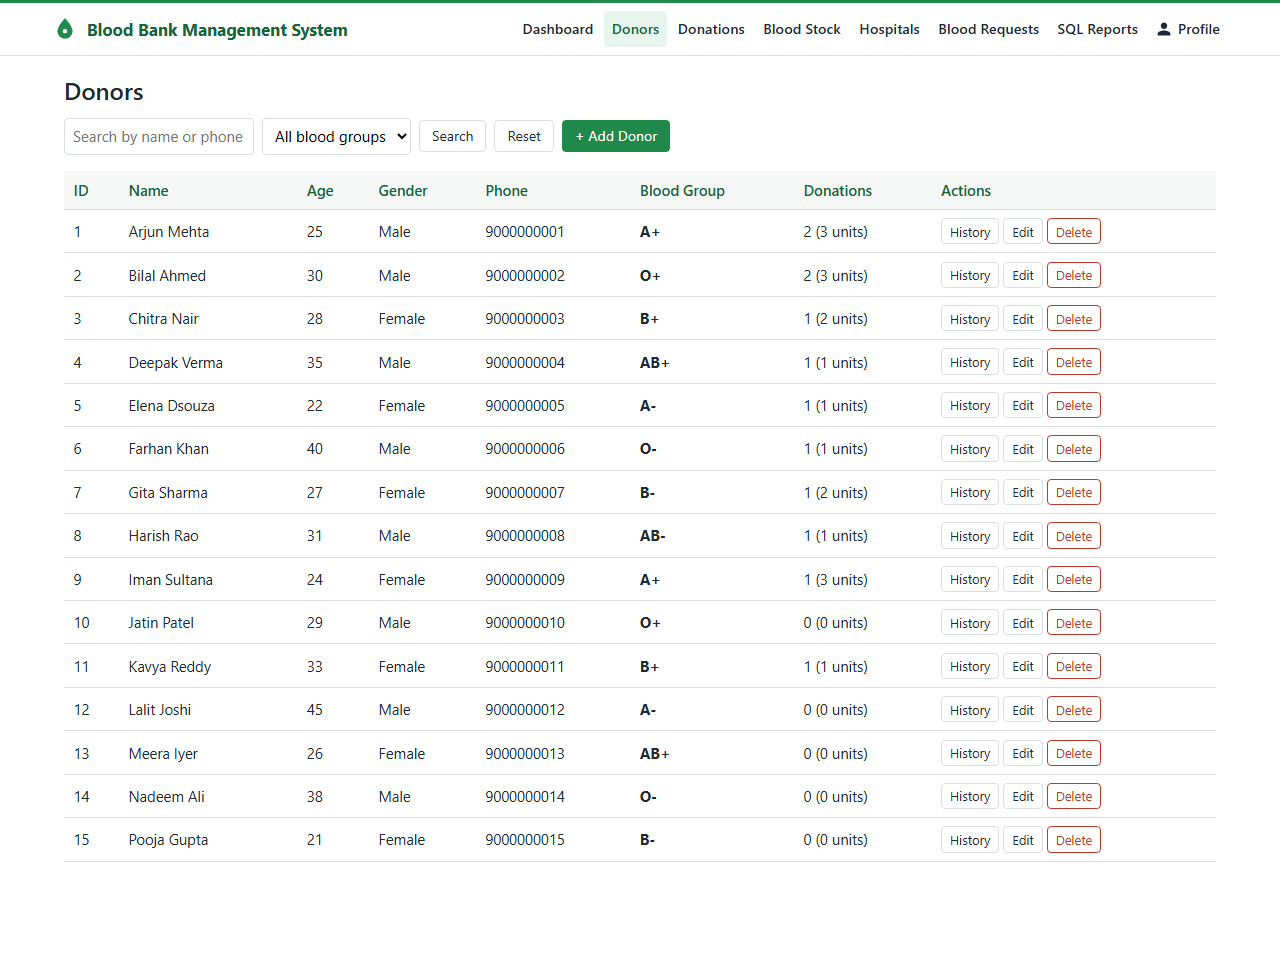 Blood Bank Management System Dashboard Donors Donations Blood Stock Hospitals Blood Requests SQL Reports Profile
Donors
Search by name or phone All blood groups Search Reset + Add Donor
ID Name Age Gender Phone Blood Group Donations Actions
1 Arjun Mehta 25 Male 9000000001 A+ 2 (3 units) History Edit Delete
2 Bilal Ahmed 30 Male 9000000002 O+ 2 (3 units) History Edit Delete
3 Chitra Nair 28 Female 9000000003 B+ 1 (2 units) History Edit Delete
4 Deepak Verma 35 Male 9000000004 AB+ 1 (1 units) History Edit Delete
5 Elena Dsouza 22 Female 9000000005 A- 1 (1 units) History Edit Delete
6 Farhan Khan 40 Male 9000000006 O- 1 (1 units) History Edit Delete
7 Gita Sharma 27 Female 9000000007 B- 1 (2 units) History Edit Delete
8 Harish Rao 31 Male 9000000008 AB- 1 (1 units) History Edit Delete
9 Iman Sultana 24 Female 9000000009 A+ 1 (3 units) History Edit Delete
10 Jatin Patel 29 Male 9000000010 O+ 0 (0 units) History Edit Delete
11 Kavya Reddy 33 Female 9000000011 B+ 1 (1 units) History Edit Delete
12 Lalit Joshi 45 Male 9000000012 A- 0 (0 units) History Edit Delete
13 Meera Iyer 26 Female 9000000013 AB+ 0 (0 units) History Edit Delete
14 Nadeem Ali 38 Male 9000000014 O- 0 (0 units) History Edit Delete
15 Pooja Gupta 21 Female 9000000015 B- 0 (0 units) History Edit Delete